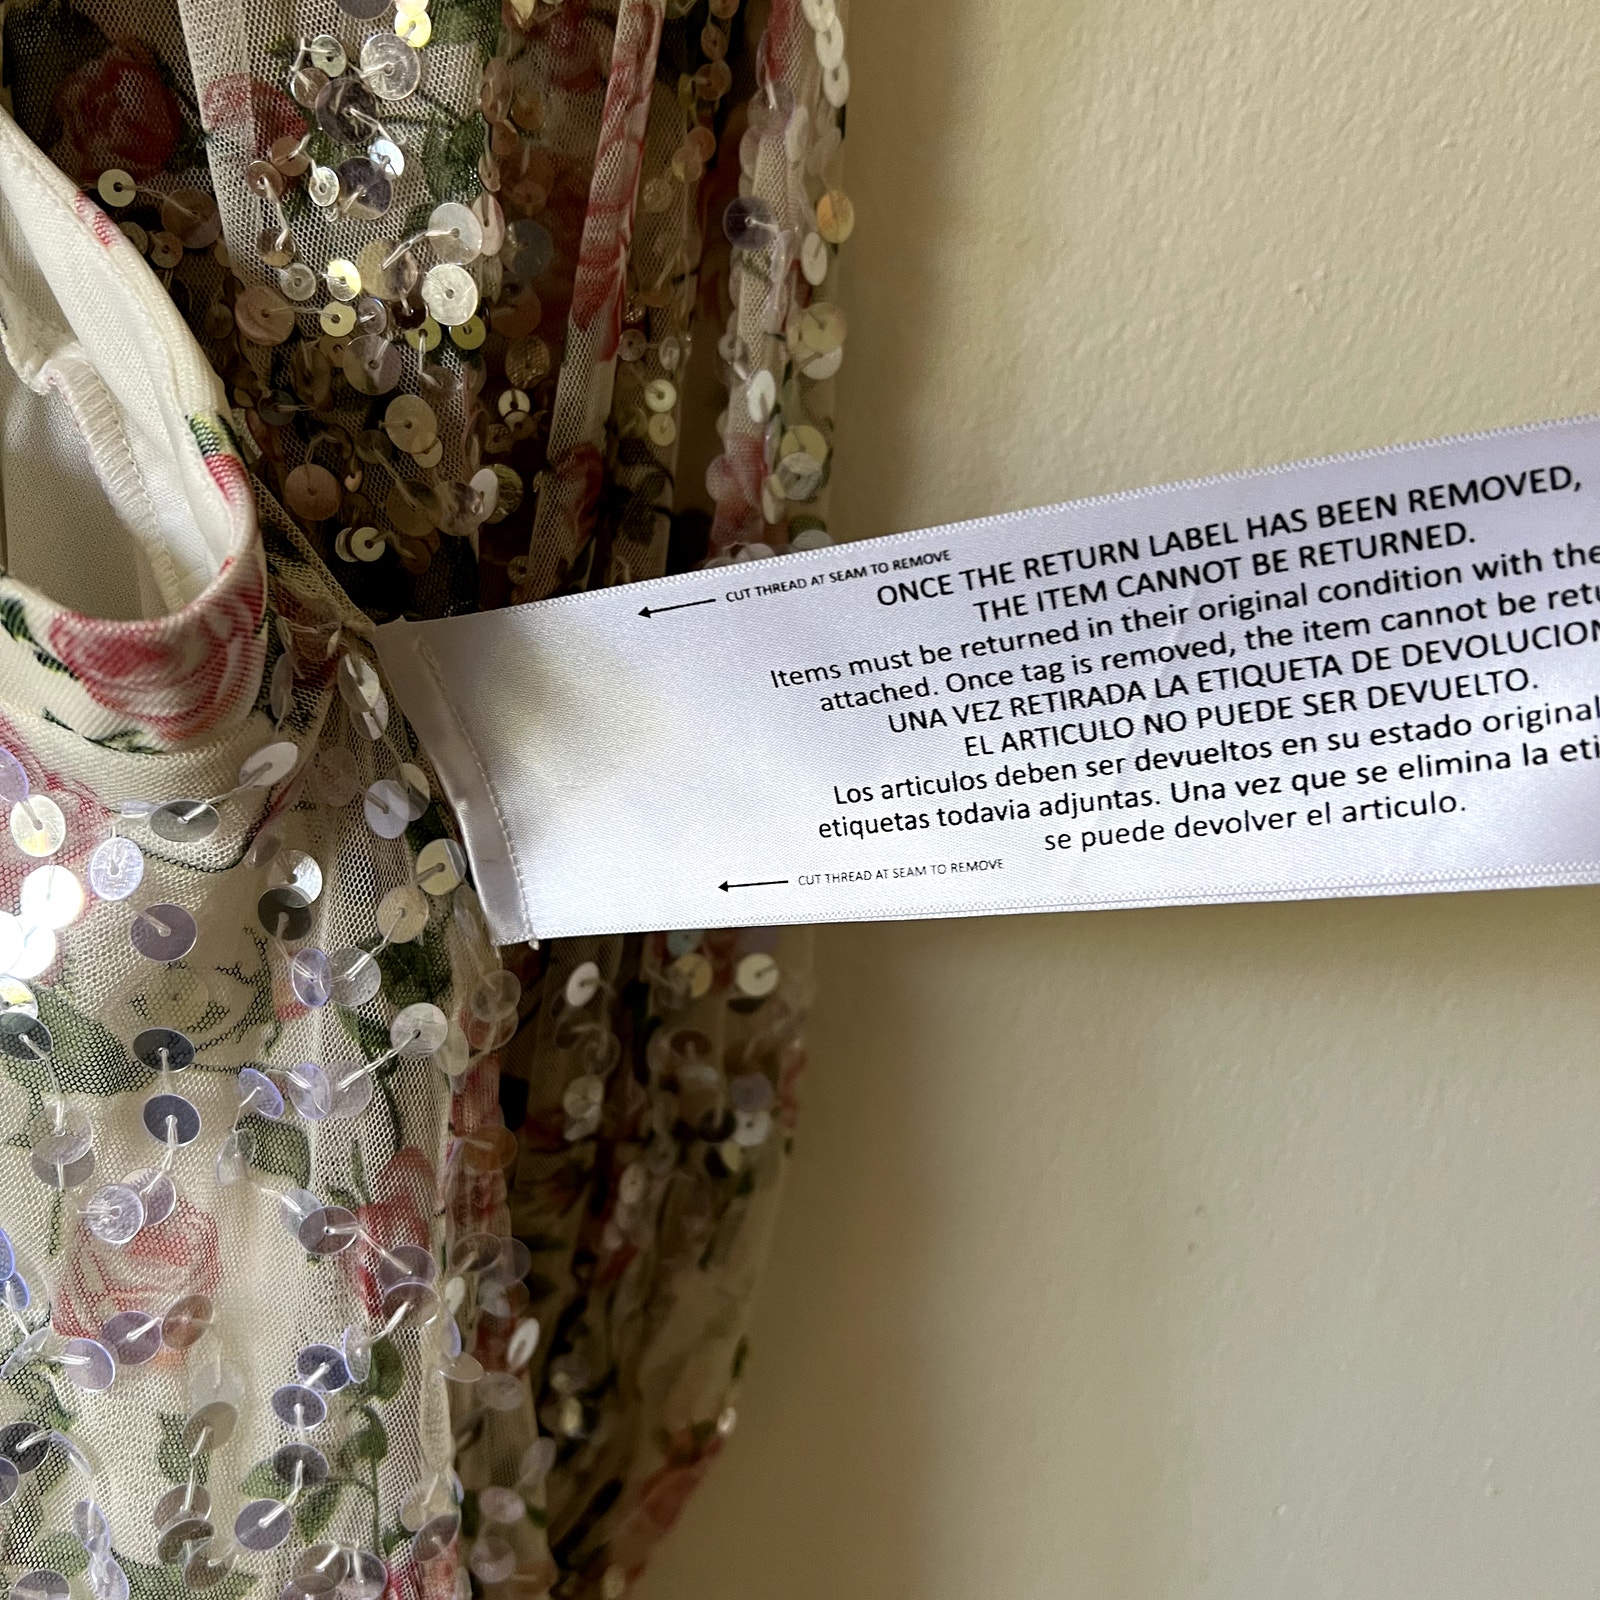 CUT THREAD AT SEAM TO REMOVE
ONCE THE RETURN LABEL HAS BEEN REMOVED,
THE ITEM CANNOT BE RETURNED.
Items must be returned in their original condition with the
attached. Once tag is removed, the item cannot be
UNA VEZ RETIRADA LA ETIQUETA DE
EL ARTICULO NO PUEDE SER DEVUELTO.
Los articulos deben ser devueltos en su estado original
etiquetas todavia adjuntas. Una vez que se elimina la
se puede devolver el articulo.
CUT THREAD AT SEAM TO REMOVE